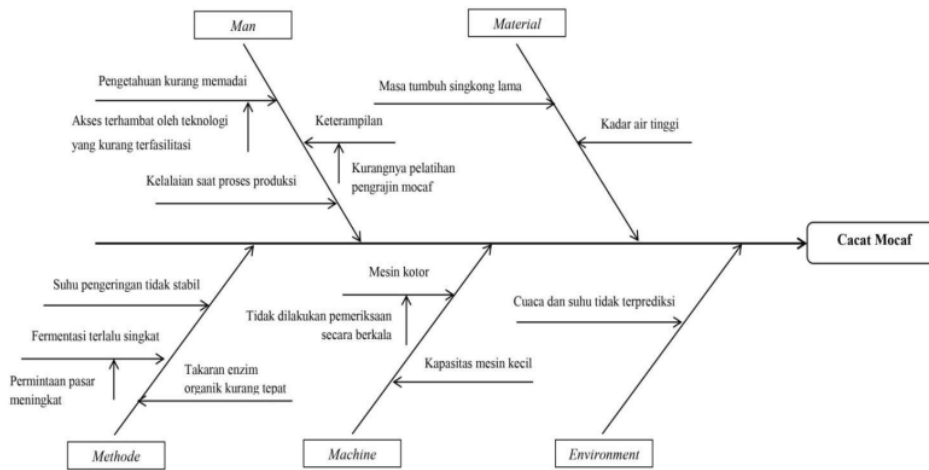 Man
Material
Pengetahuan kurang memadai
Akses terhambat oleh teknologi
yang kurang terfasilitasi
Keterampilan
Kurangnya pelatihan
pengrajin mocaf
Kelalaian saat proses produksi
Masa tumbuh singkong lama
Kadar air tinggi
Cacat Mocaf
Suhu pengeringan tidak stabil
Fermentasi terlalu singkat
Permintaan pasar
meningkat
Takaran enzim
organik kurang tepat
Mesin kotor
Tidak dilakukan pemeriksaan
secara berkala
Kapasitas mesin kecil
Cuaca dan suhu tidak terprediksi
Methode
Machine
Environment